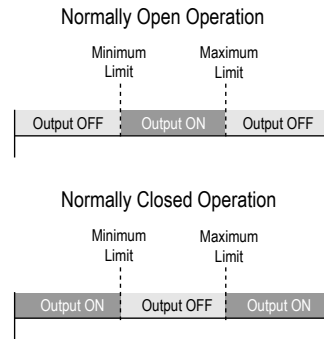 Normally Open Operation
Minimum Limit
Maximum Limit
Output OFF
Output ON
Output OFF
Normally Closed Operation
Minimum Limit
Maximum Limit
Output ON
Output OFF
Output ON